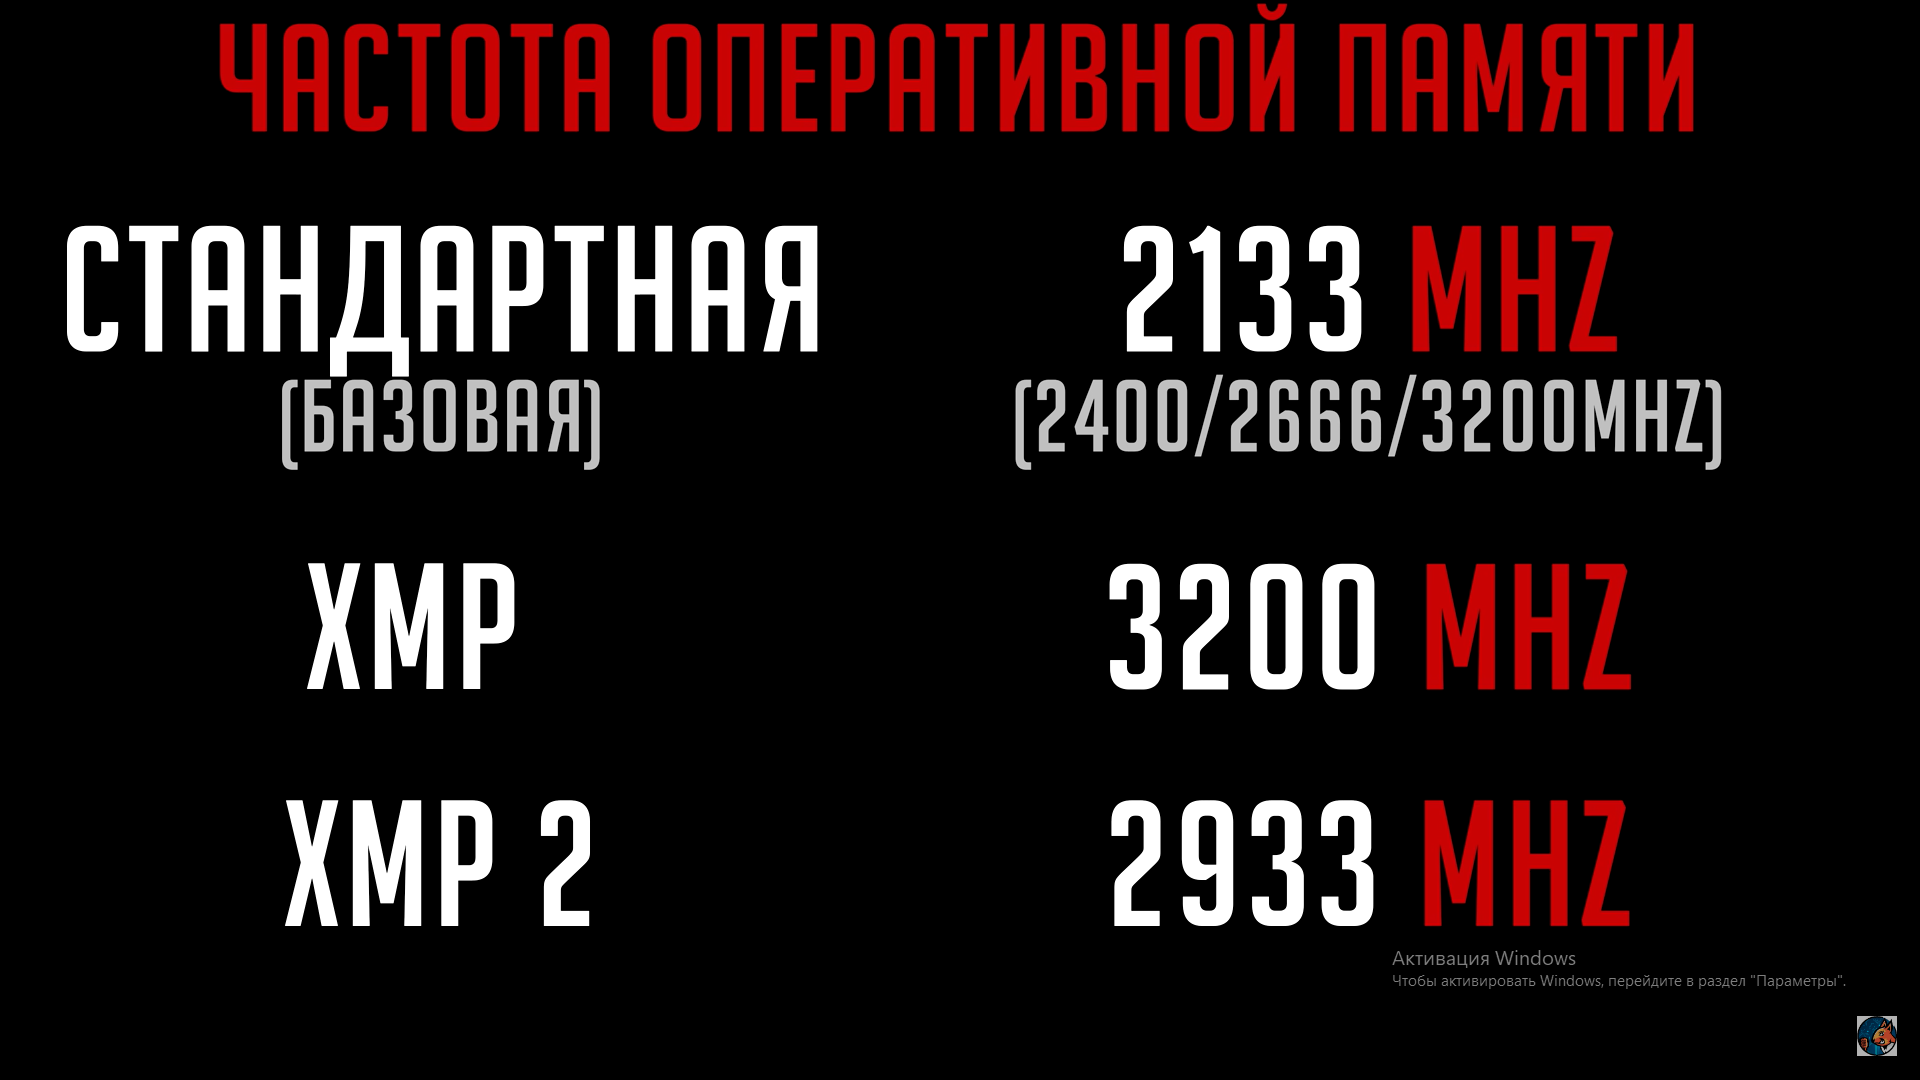 ЧАСТОТА ОПЕРАТИВНОЙ ПАМЯТИ
СТАНДАРТНАЯ 2133 MHZ
(БАЗОВАЯ) (2400/2666/3200MHZ)
XMP 3200 MHZ
XMP 2 2933 MHZ
Активация Windows
Чтобы активировать Windows, перейдите в раздел "Параметры".